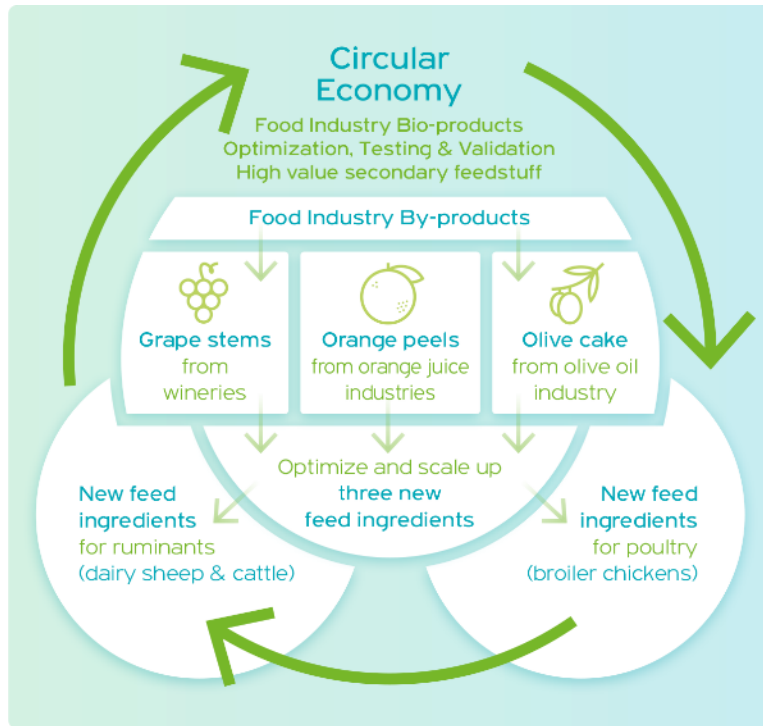 Circular
Economy
Food Industry Bio-products
Optimization, Testing & Validation
High value secondary feedstuff
Food Industry By-products
Grape stems
from
wineries
Orange peels
from orange juice
industries
Olive cake
from olive oil
industry
Optimize and scale up
three new
feed ingredients
New feed
ingredients
for ruminants
(dairy sheep & cattle)
New feed
ingredients
for poultry
(broiler chickens)